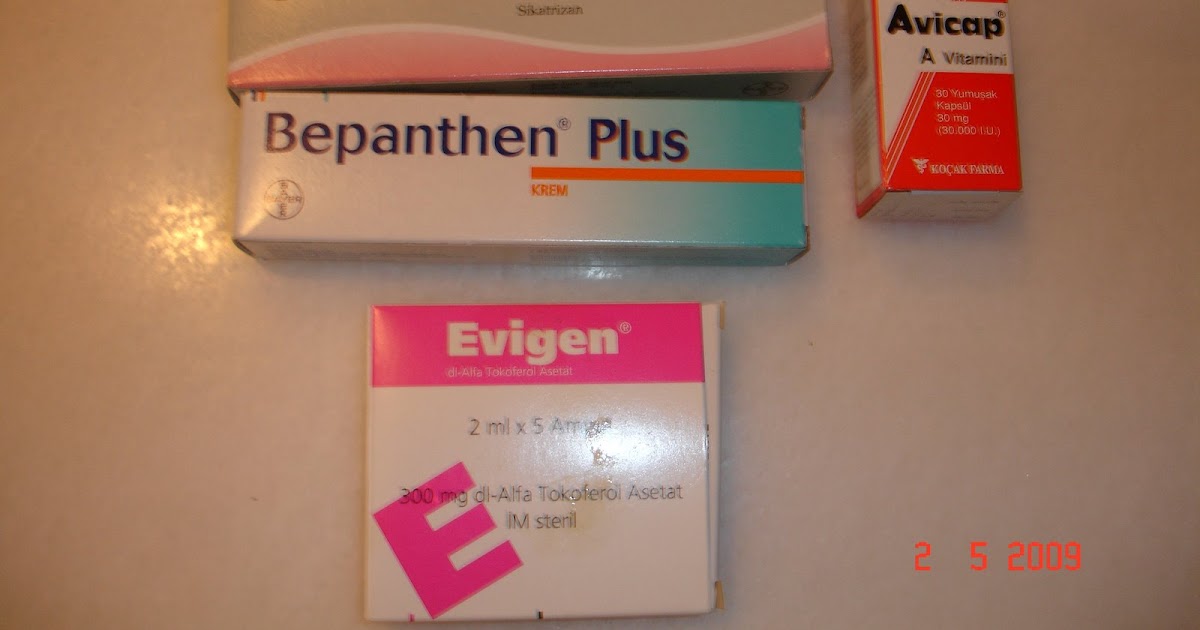 Sikatrizan
Avicap®
A Vitamini
30 Yumuşak
Kapsül
30 mg
(30.000 I.U.)
KOÇAK FARMA
Bepanthen® Plus
KREM
BAYER
Evigen®
dl-Alfa Tokoferol Asetat
2 ml x 5
300 mg dl-Alfa Tokoferol Asetat
İM steril
E
2 5 2009